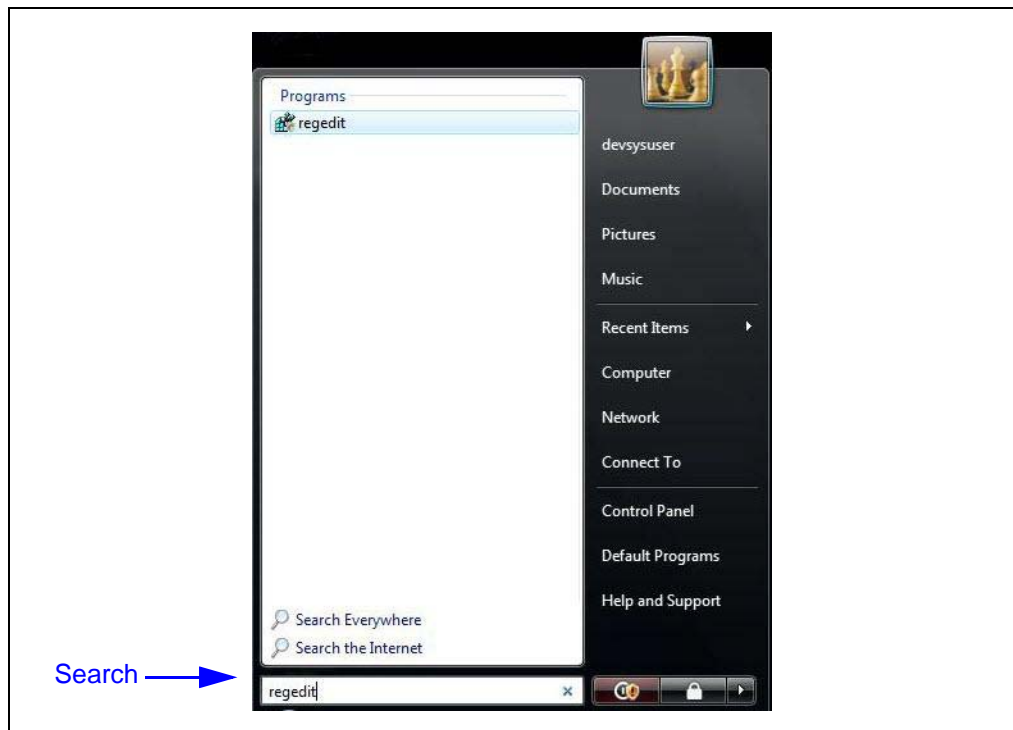 Programs
regedit
devsysuser
Documents
Pictures
Music
Recent Items
Computer
Network
Connect To
Control Panel
Default Programs
Help and Support
Search Everywhere
Search the Internet
Search
regedit